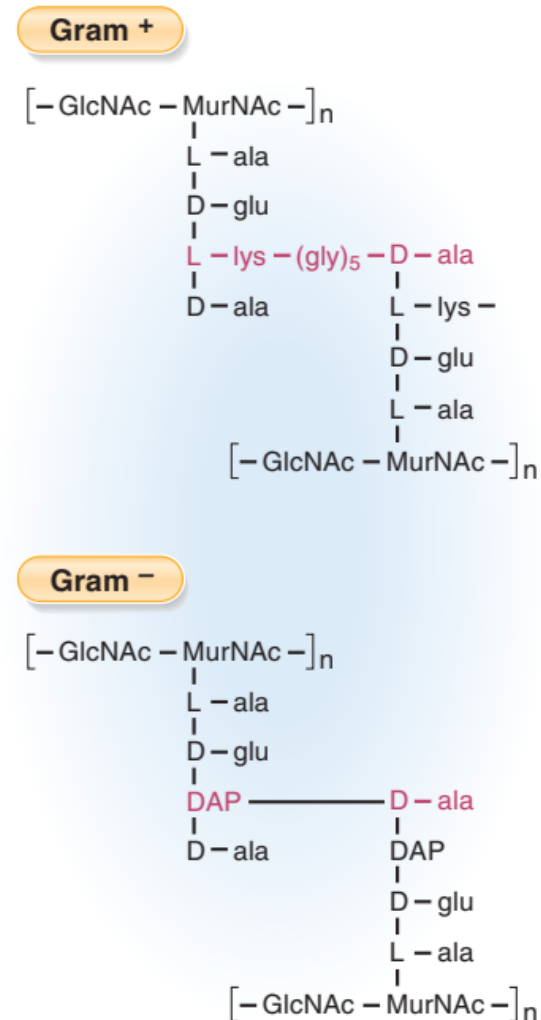 Gram +
[– GlcNAc – MurNAc –]n
L – ala
D – glu
L – lys – (gly)5 – D – ala
D – ala L – lys –
D – glu
L – ala
[– GlcNAc – MurNAc –]n
Gram –
[– GlcNAc – MurNAc –]n
L – ala
D – glu
DAP — D – ala
D – ala DAP
D – glu
L – ala
[– GlcNAc – MurNAc –]n